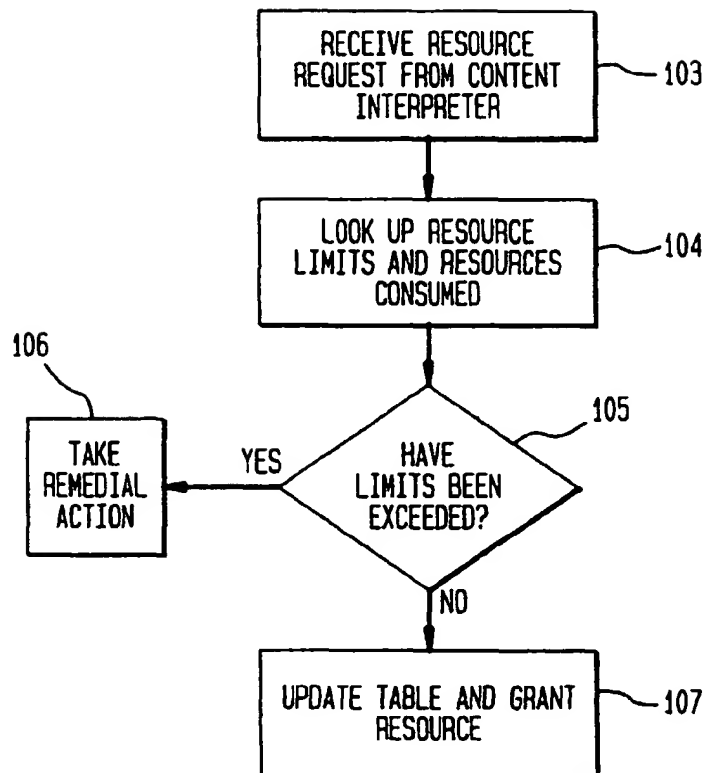 RECEIVE RESOURCE
REQUEST FROM CONTENT
INTERPRETER
103
LOOK UP RESOURCE
LIMITS AND RESOURCES
CONSUMED
104
106
105
TAKE
REMEDIAL
ACTION
YES
HAVE
LIMITS BEEN
EXCEEDED?
NO
UPDATE TABLE AND GRANT
RESOURCE
107